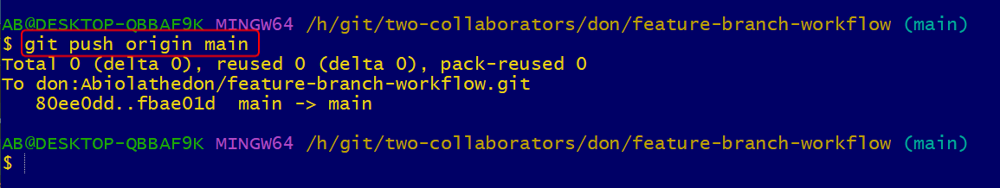 AB@DESKTOP-QBBAF9K MINGW64 /h/git/two-collaborators/don/feature-branch-workflow (main)
$ git push origin main
Total 0 (delta 0), reused 0 (delta 0), pack-reused 0
To don:Abiolathedon/feature-branch-workflow.git
   80ee0dd..fbae01d  main -> main
AB@DESKTOP-QBBAF9K MINGW64 /h/git/two-collaborators/don/feature-branch-workflow (main)
$